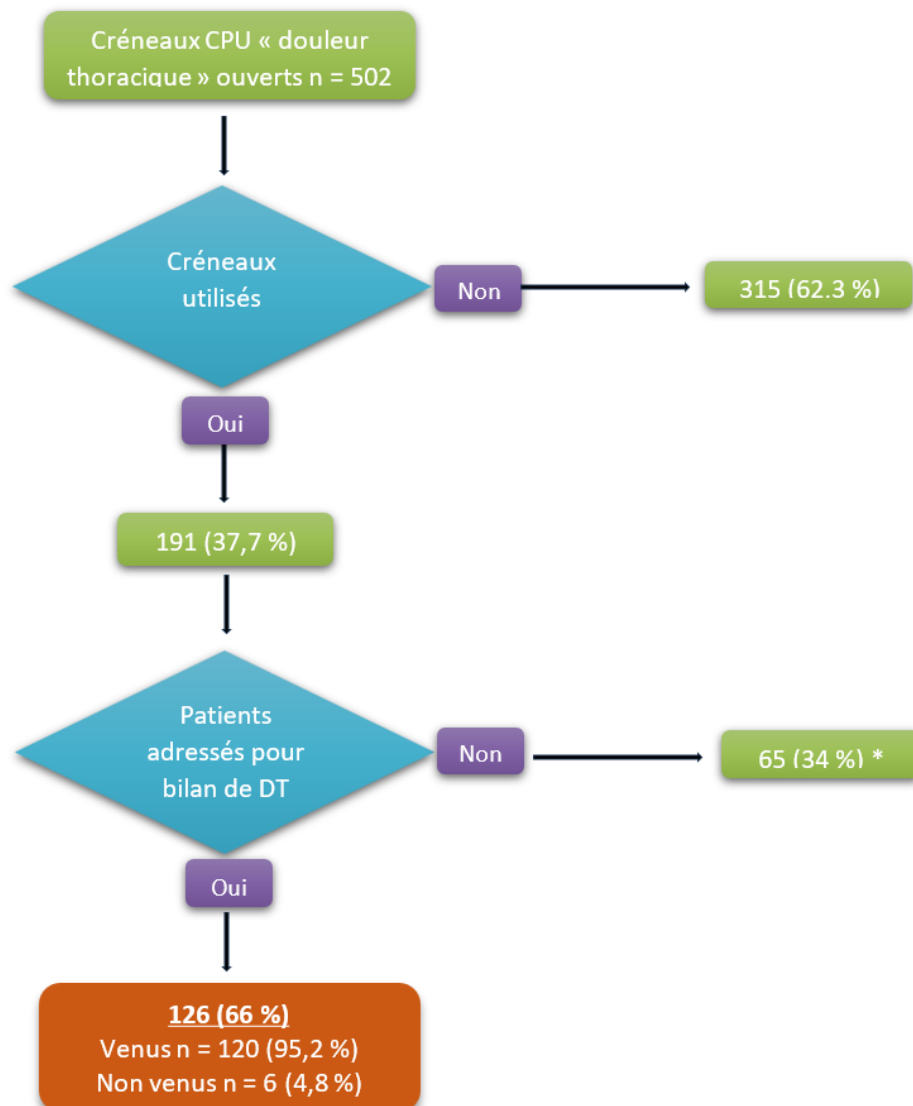 Créneaux CPU « douleur
thoracique » ouverts n = 502
Créneaux
utilisés
Non
315 (62.3 %)
Oui
191 (37,7 %)
Patients
adressés pour
bilan de DT
Non
65 (34 %) *
Oui
126 (66 %)
Venus n = 120 (95,2 %)
Non venus n = 6 (4,8 %)